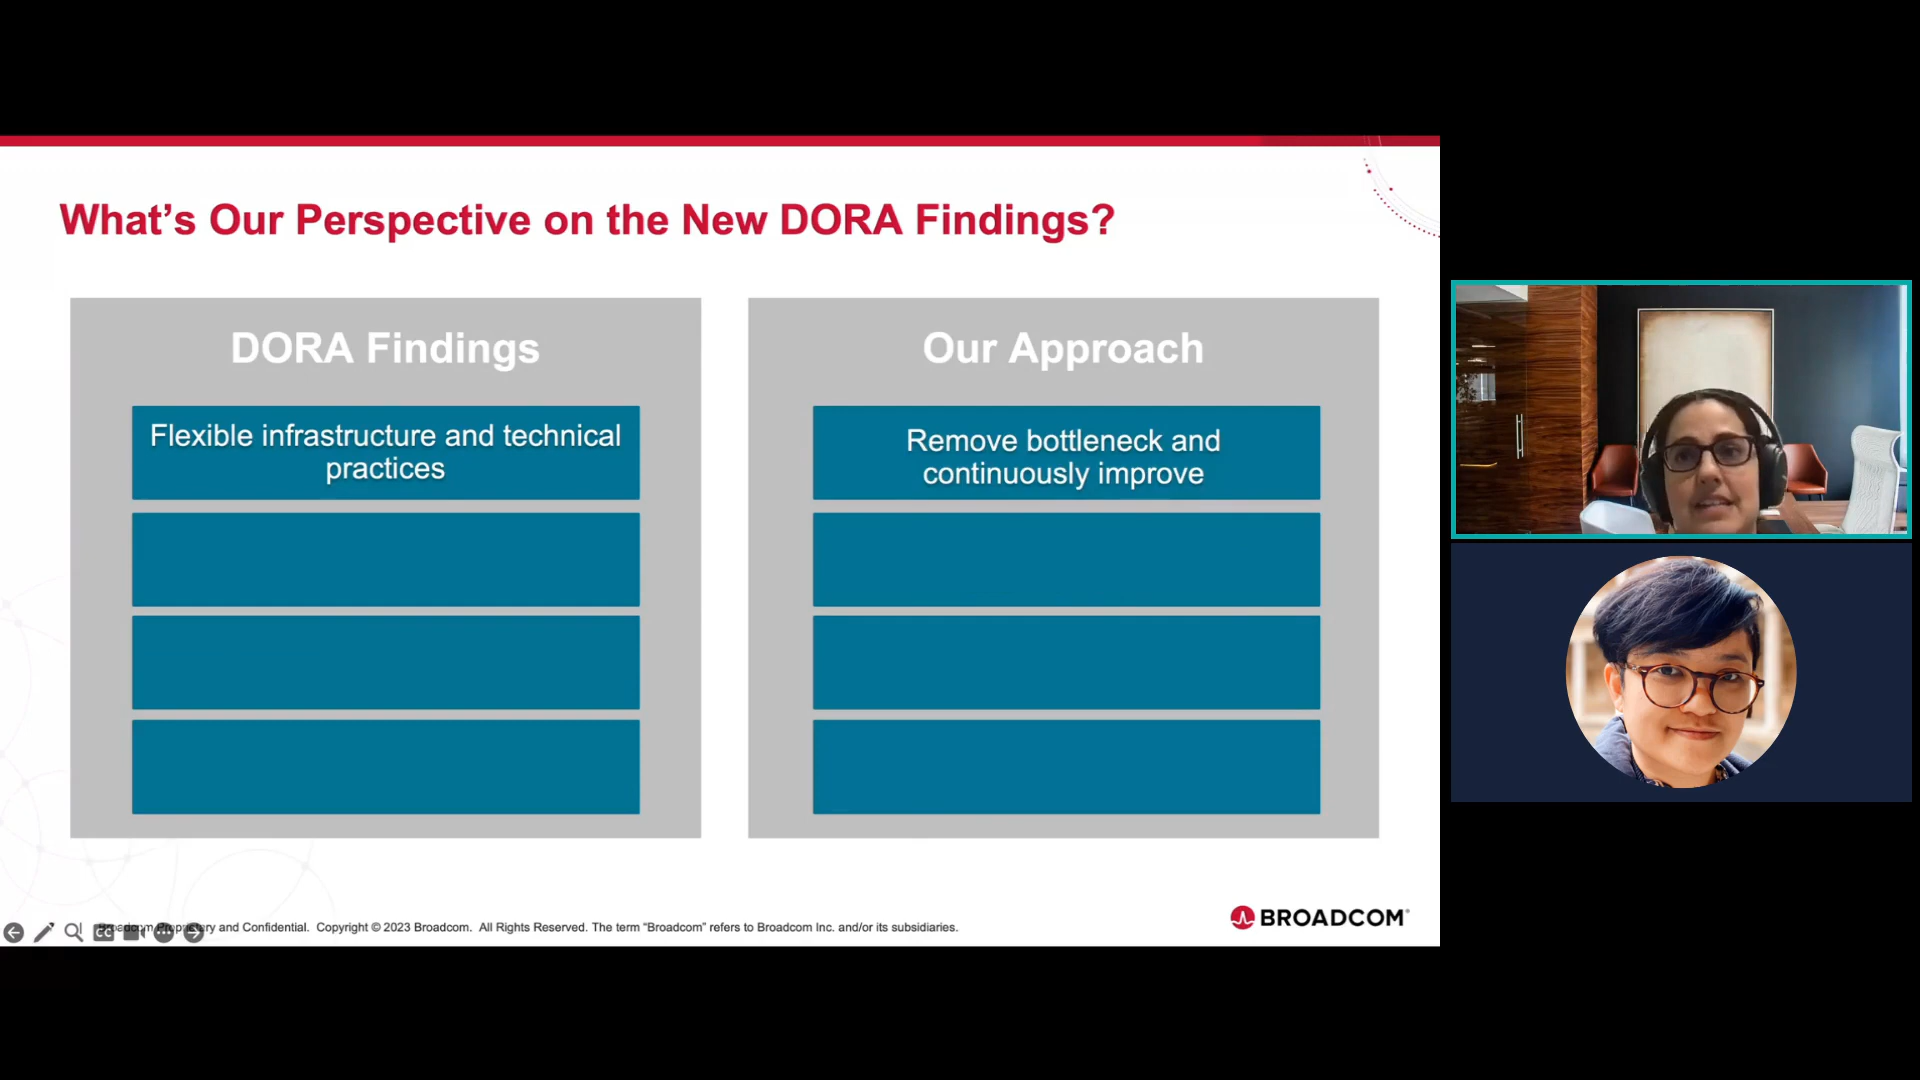 What's Our Perspective on the New DORA Findings?
DORA Findings
Flexible infrastructure and technical
practices
Our Approach
Remove bottleneck and
continuously improve
Broadcom Proprietary and Confidential. Copyright © 2023 Broadcom. All Rights Reserved. The term "Broadcom" refers to Broadcom Inc. and/or its subsidiaries.
CC
BROADCOM®